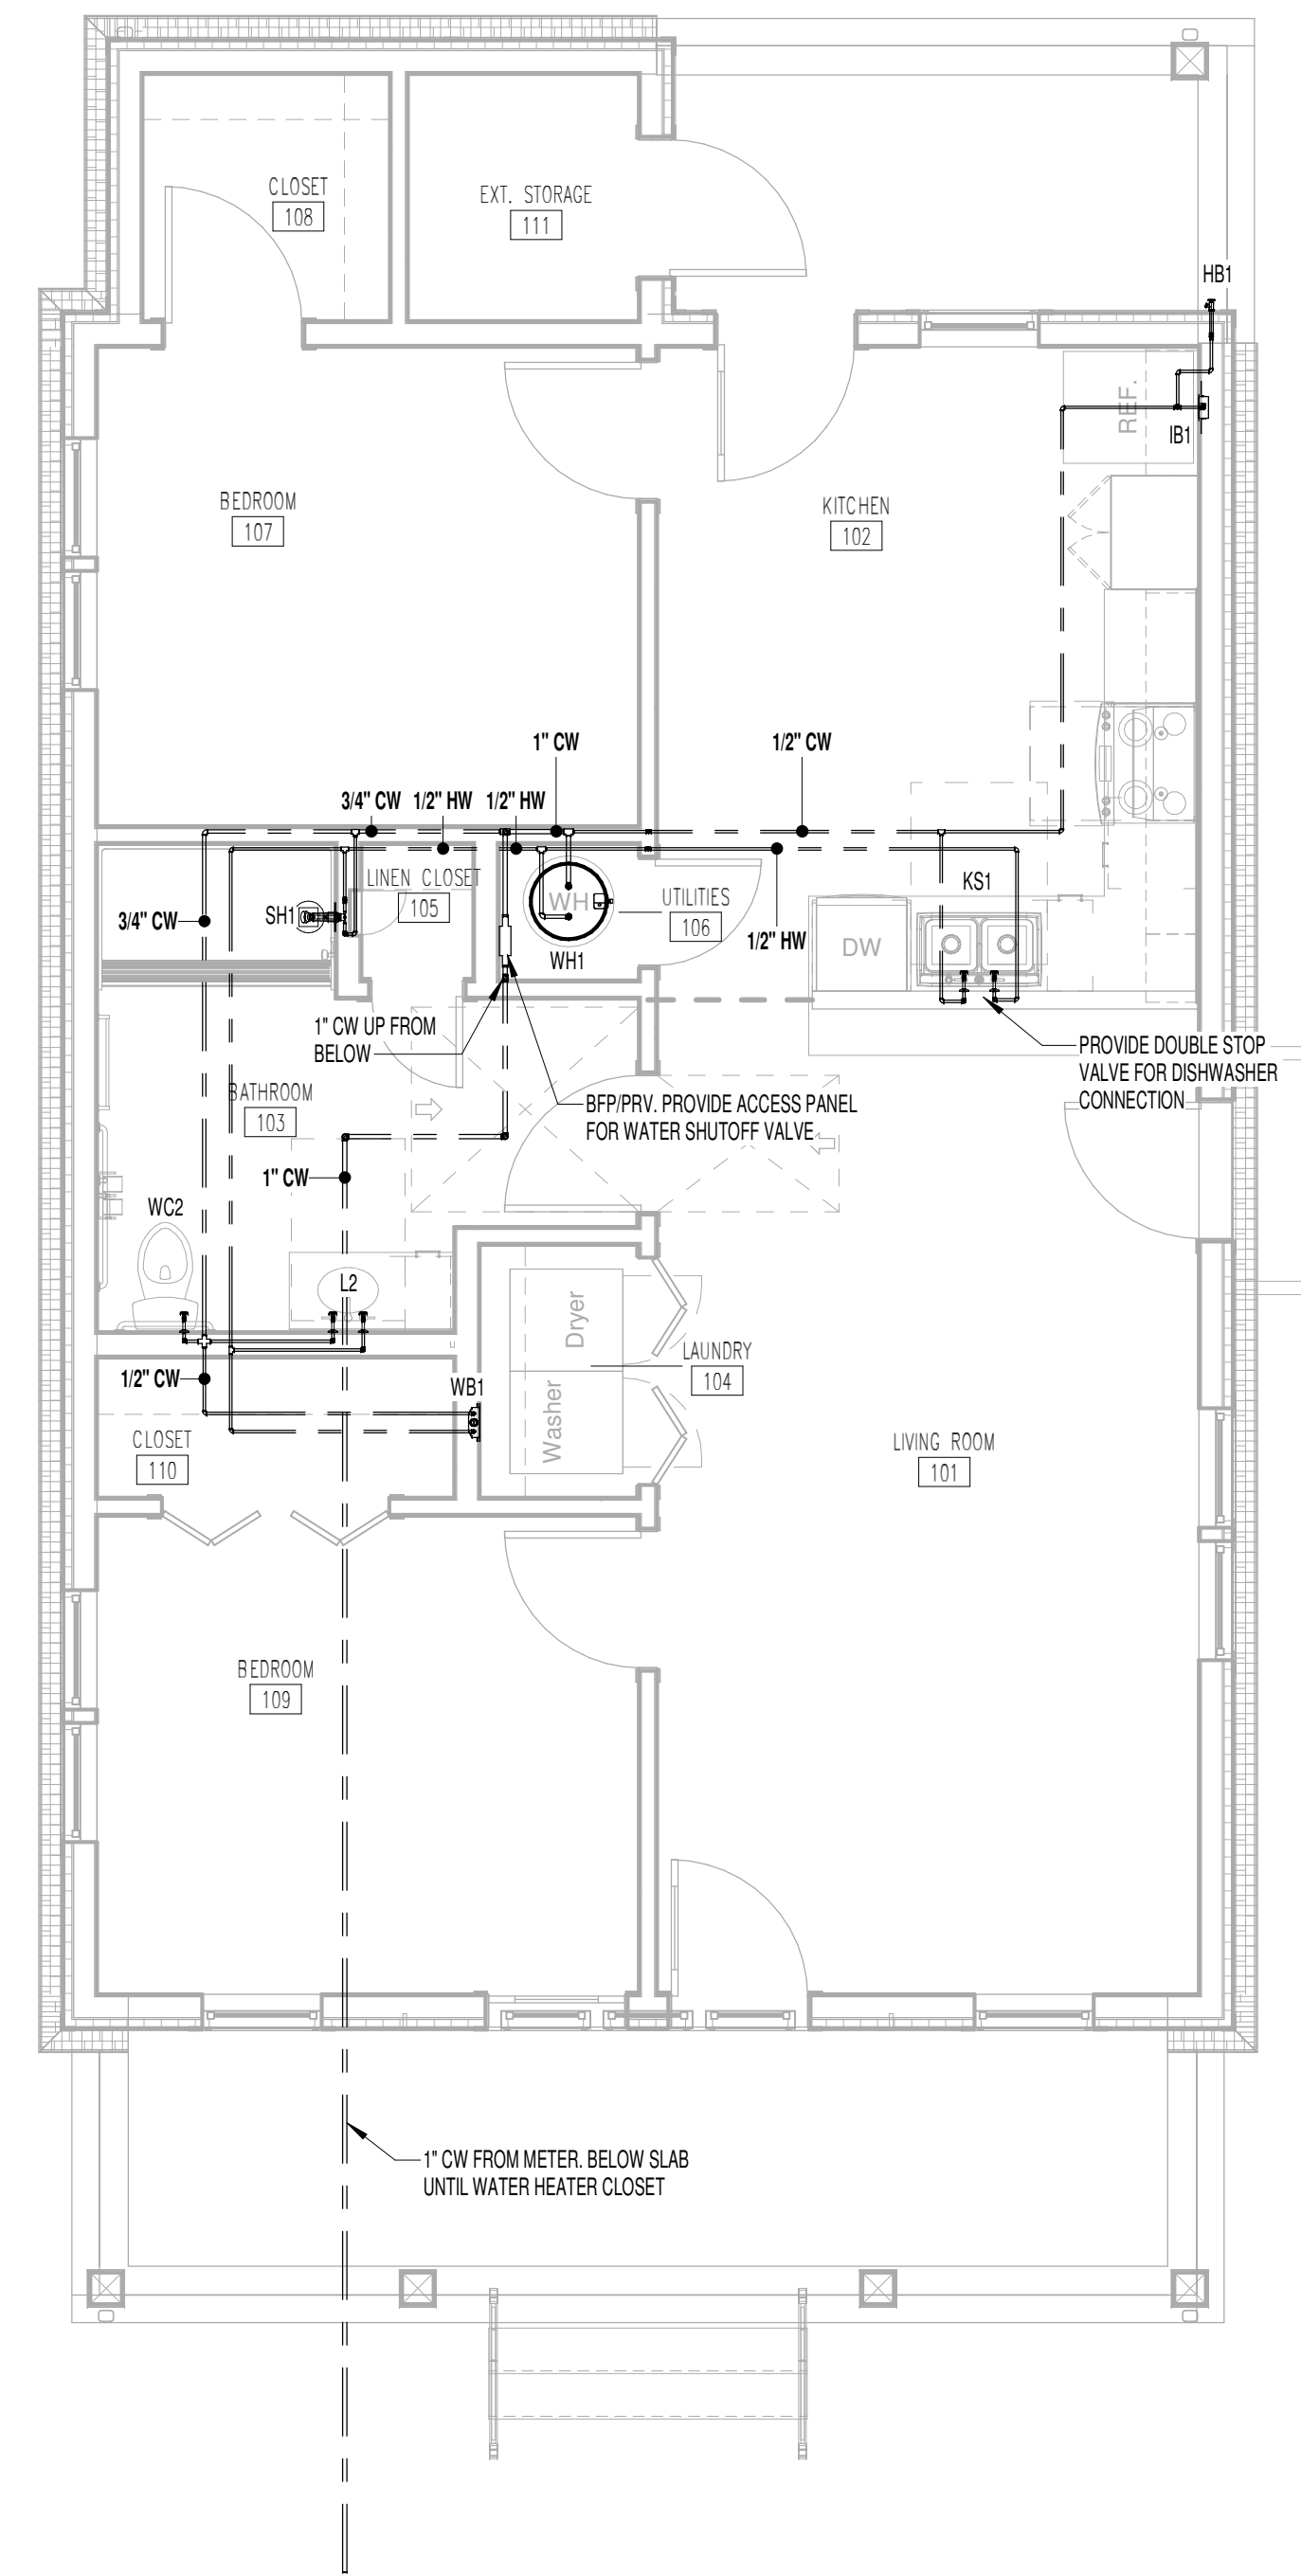 CLOSET
108
EXT. STORAGE
111
HB1
REF.
IB1
BEDROOM
107
KITCHEN
102
1" CW
1/2" CW
3/4" CW
1/2" HW
1/2" HW
LINEN CLOSET
105
WH
UTILITIES
106
KS1
3/4" CW
SH1
WH1
1/2" HW
DW
1" CW UP FROM
BELOW
PROVIDE DOUBLE STOP
VALVE FOR DISHWASHER
CONNECTION
BATHROOM
103
BFP/PRV. PROVIDE ACCESS PANEL
FOR WATER SHUTOFF VALVE
1" CW
WC2
L2
Dryer
LAUNDRY
104
1/2" CW
WB1
Washer
CLOSET
110
LIVING ROOM
101
BEDROOM
109
1" CW FROM METER. BELOW SLAB
UNTIL WATER HEATER CLOSET